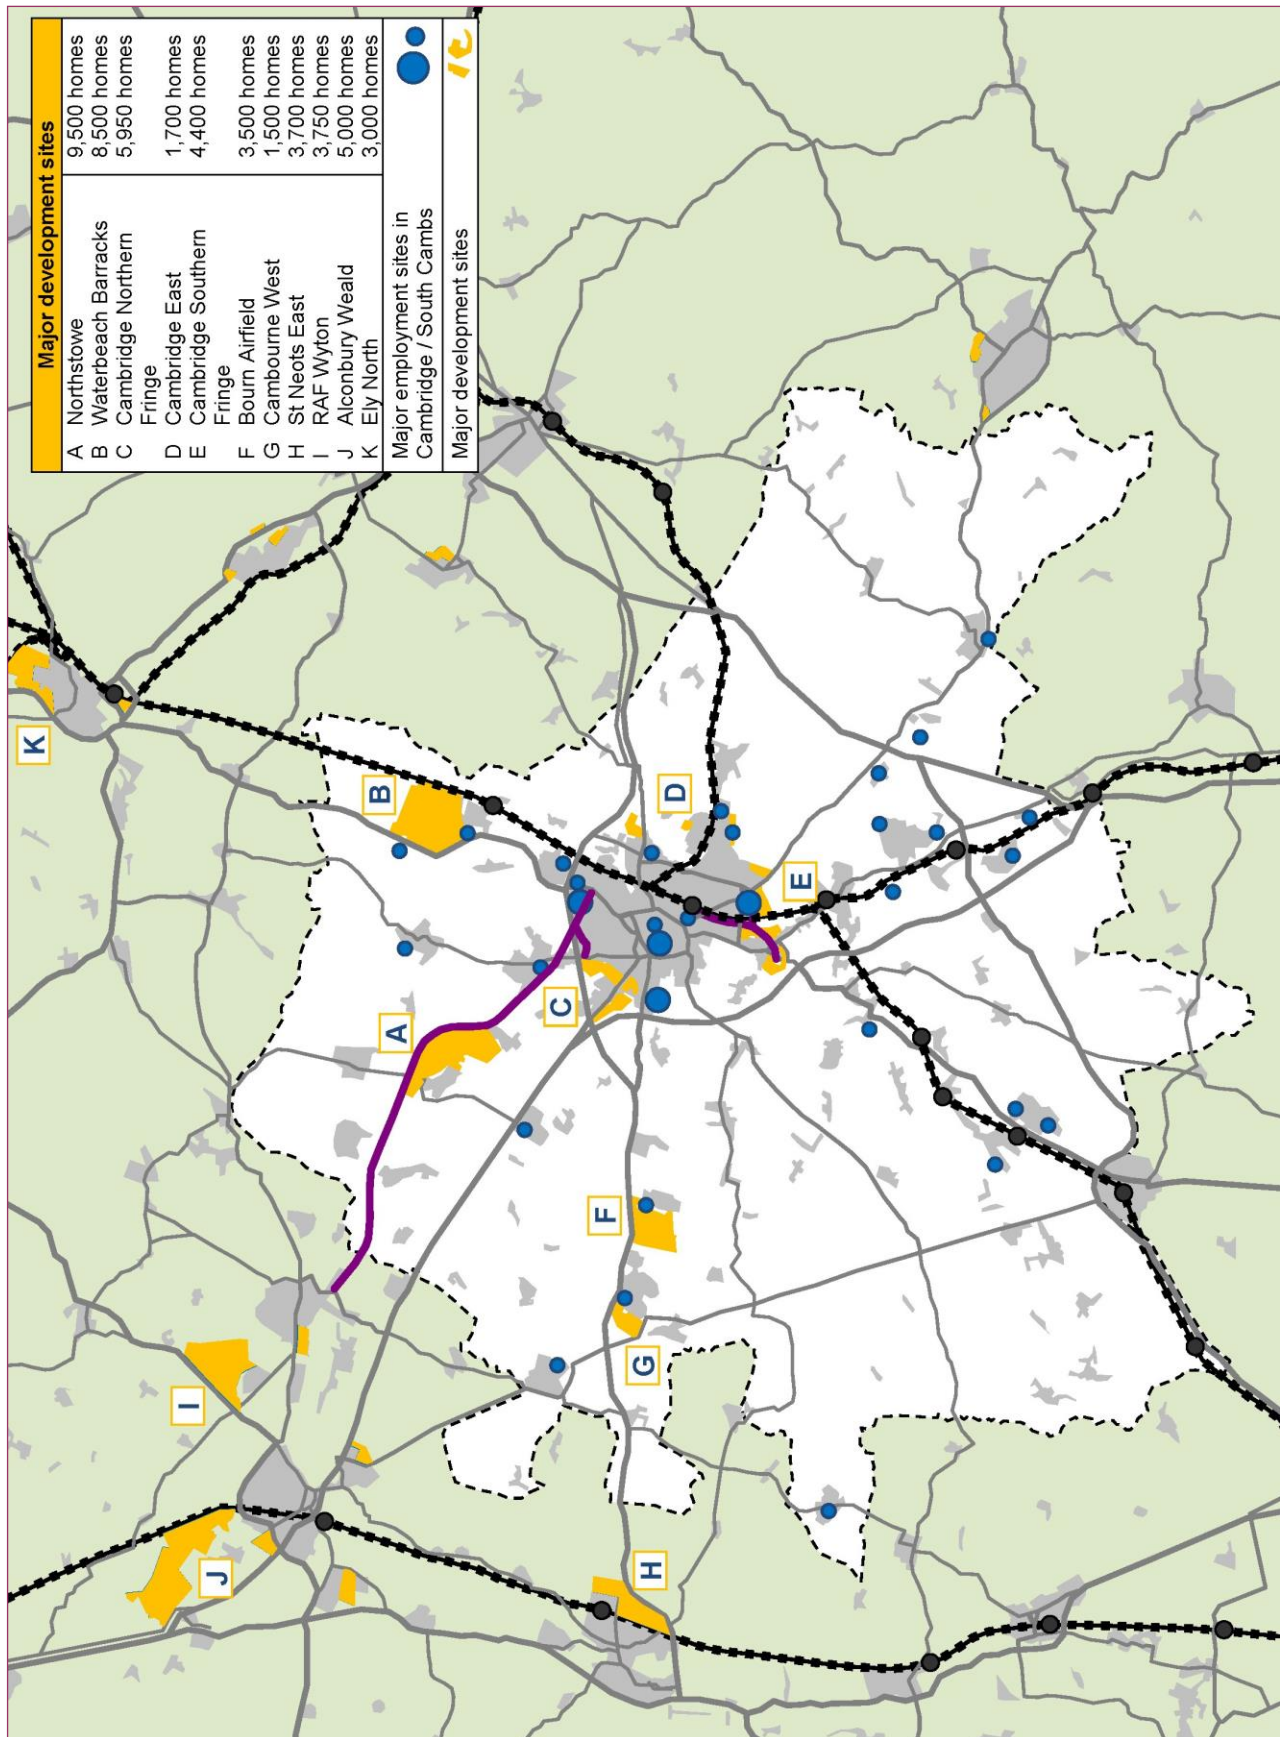 Major development sites
A Northstowe 9,500 homes
B Waterbeach Barracks 8,500 homes
C Cambridge Northern 5,950 homes
Fringe
D Cambridge East 1,700 homes
E Cambridge Southern 4,400 homes
Fringe
F Bourn Airfield 3,500 homes
G Cambourne West 1,500 homes
H St Neots East 3,700 homes
I RAF Wyton 3,750 homes
J Alconbury Weald 5,000 homes
K Ely North 3,000 homes
Major employment sites in
Cambridge / South Cambs
Major development sites
K
B
D
A
C
E
I
F
G
J
H